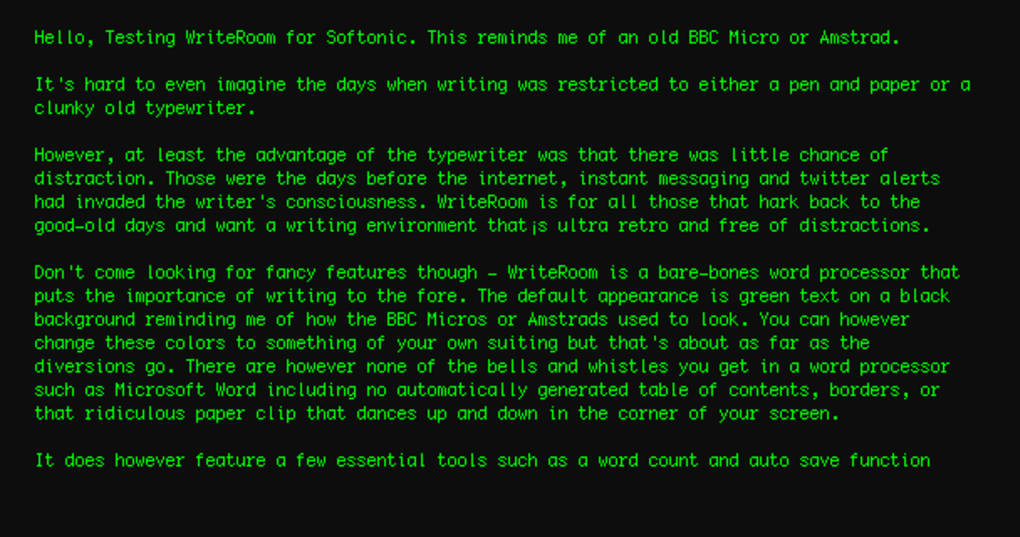 Hello, Testing WriteRoom for Softonic. This reminds me of an old BBC Micro or Amstrad.
It's hard to even imagine the days when writing was restricted to either a pen and paper or a
clunky old typewriter.
However, at least the advantage of the typewriter was that there was little chance of
distraction. Those were the days before the internet, instant messaging and twitter alerts
had invaded the writer's consciousness. WriteRoom is for all those that hark back to the
good-old days and want a writing environment that¡s ultra retro and free of distractions.
Don't come looking for fancy features though - WriteRoom is a bare-bones word processor that
puts the importance of writing to the fore. The default appearance is green text on a black
background reminding me of how the BBC Micros or Amstrads used to look. You can however
change these colors to something of your own suiting but that's about as far as the
diversions go. There are however none of the bells and whistles you get in a word processor
such as Microsoft Word including no automatically generated table of contents, borders, or
that ridiculous paper clip that dances up and down in the corner of your screen.
It does however feature a few essential tools such as a word count and auto save function